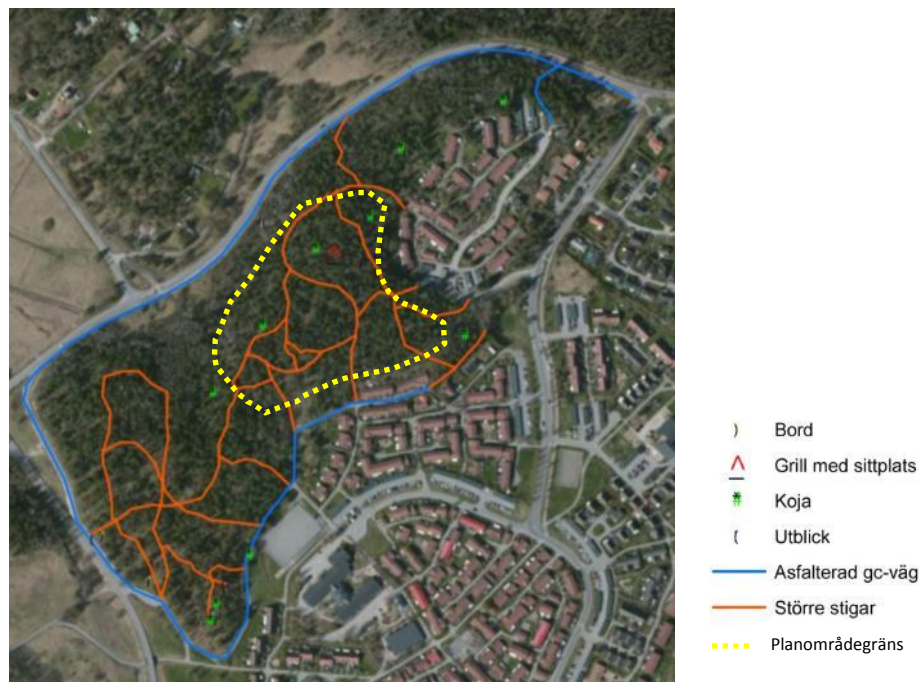 Bord
Grill med sittplats
Koja
Utblick
Asfalterad gc-väg
Större stigar
Planområdegräns